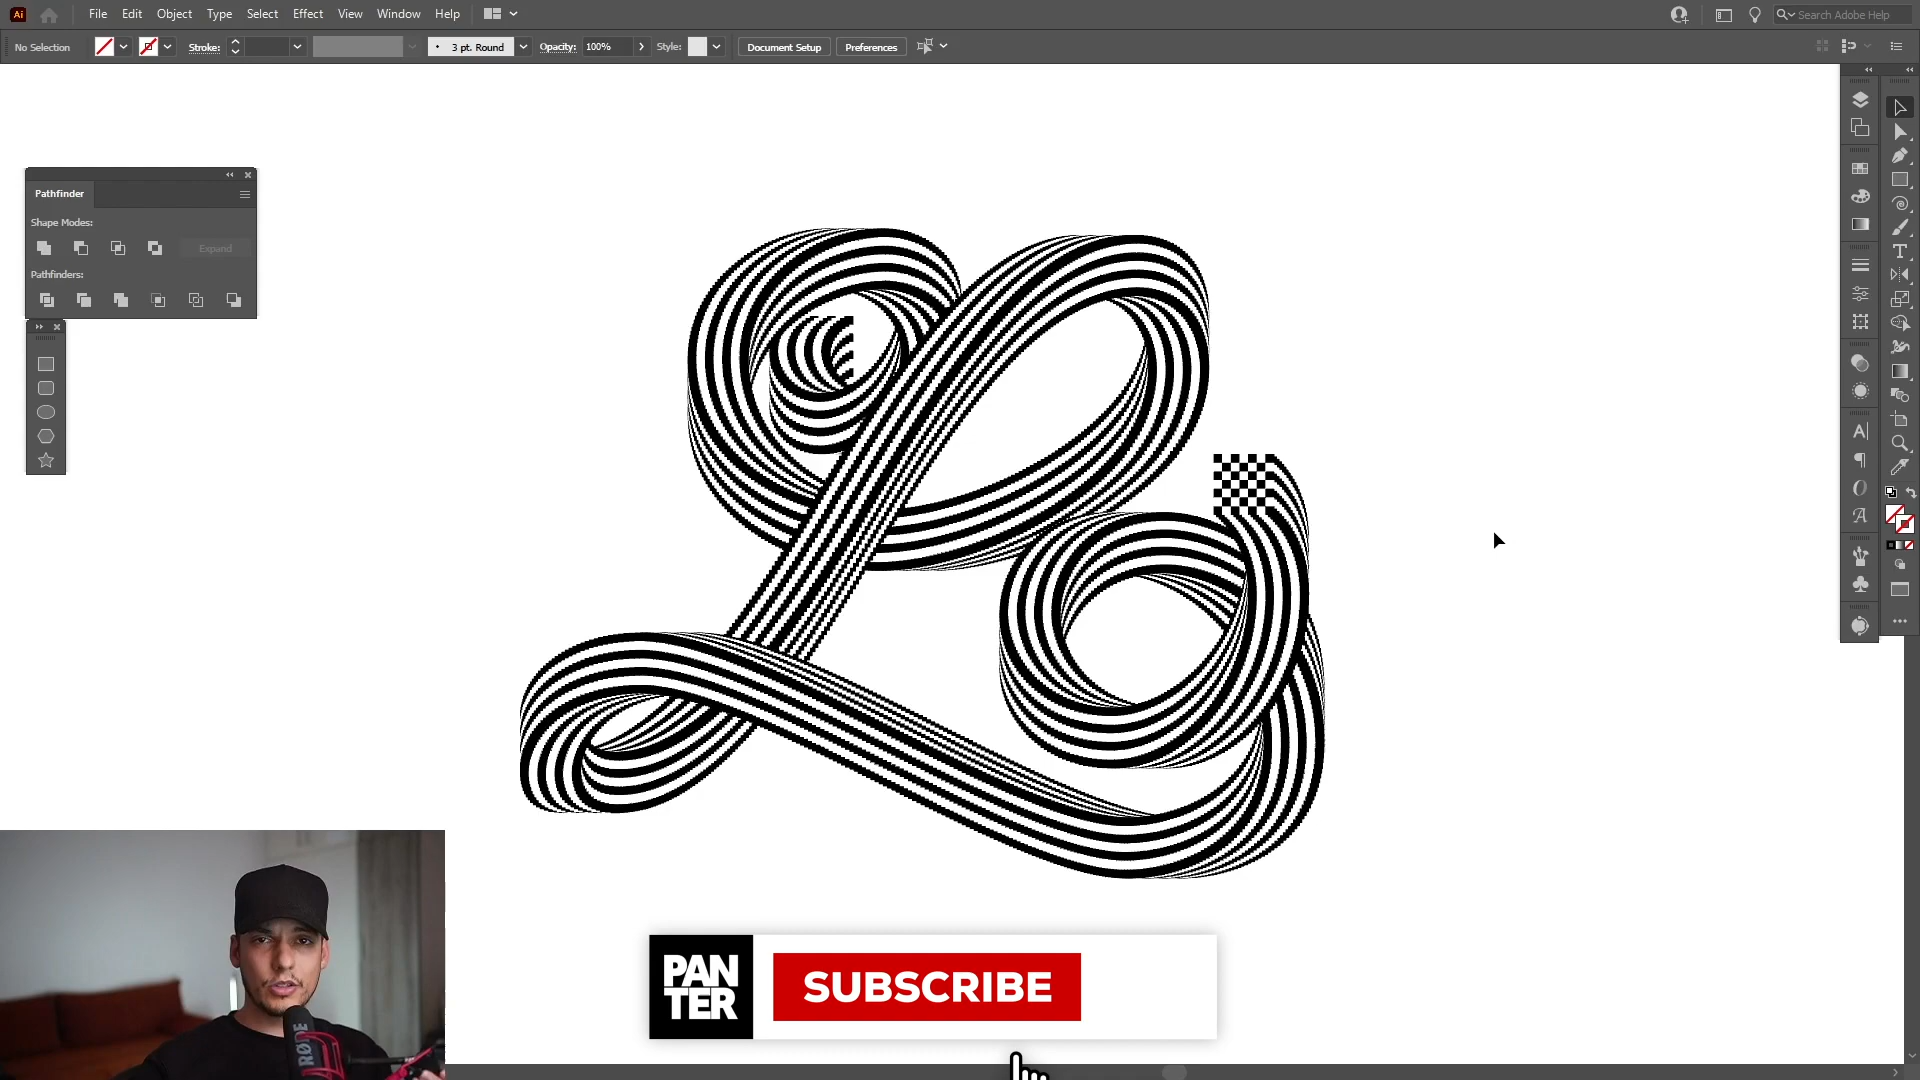 Ai
File Edit Object Type Select Effect View Window Help
Search Adobe Help
No Selection
Stroke:
3 pt. Round
Opacity:
100%
Style:
Document Setup
Preferences
Pathfinder
Shape Modes:
Expand
Pathfinders:
PAN
TER
SUBSCRIBE
RØDE